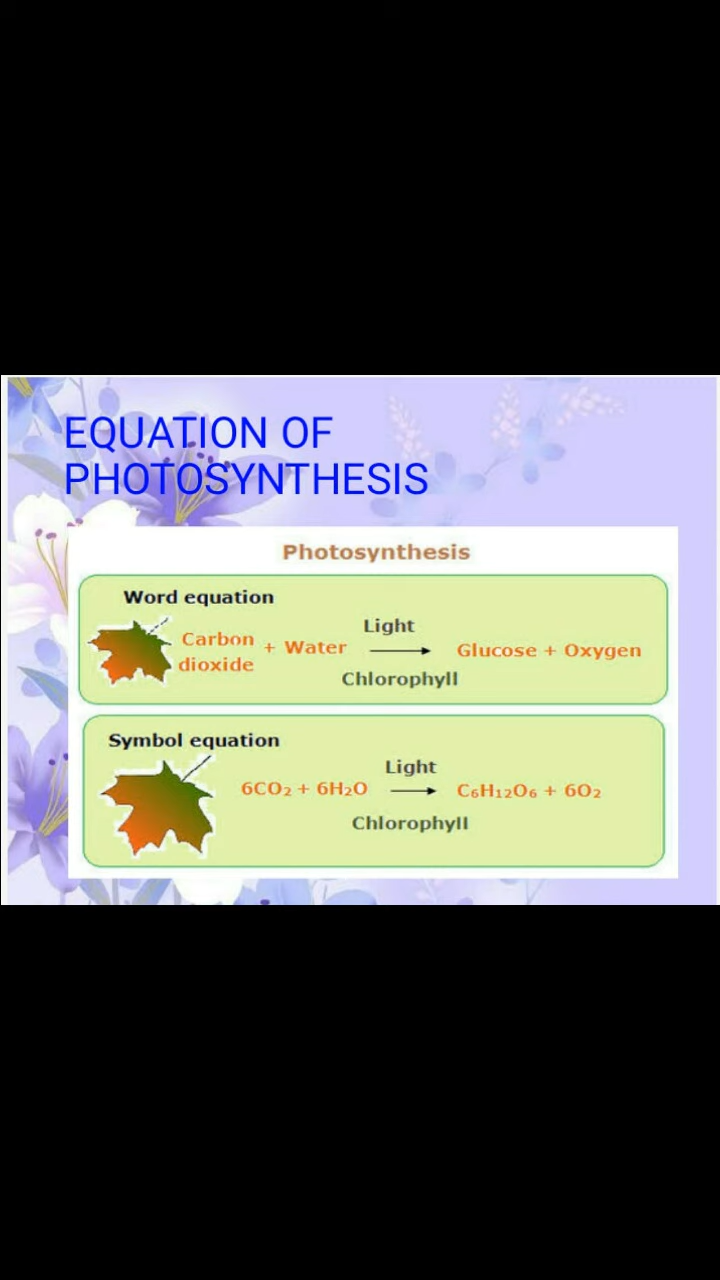 EQUATION OF
PHOTOSYNTHESIS
Photosynthesis
Word equation
Light
Carbon dioxide + Water → Glucose + Oxygen
Chlorophyll
Symbol equation
Light
6CO₂ + 6H₂O → C₆H₁₂O₆ + 6O₂
Chlorophyll